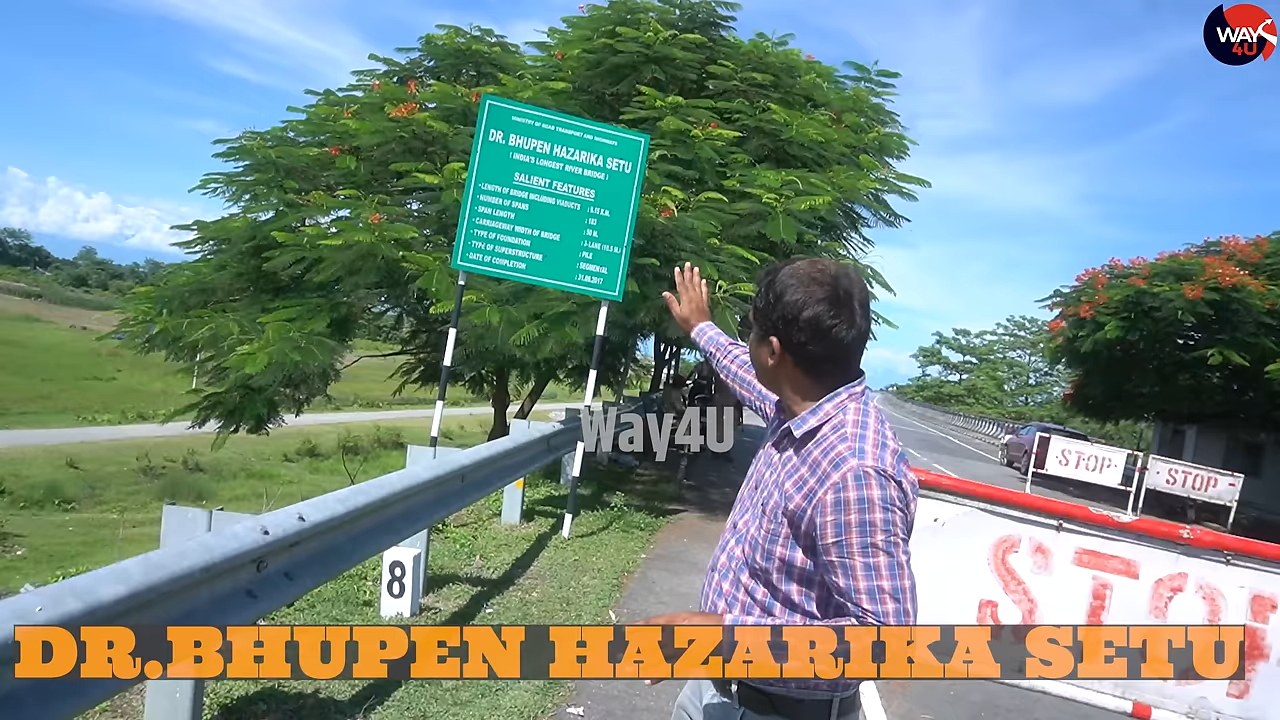 WAY
4U
MINISTRY OF ROAD TRANSPORT AND HIGHWAYS
DR. BHUPEN HAZARIKA SETU
( INDIA'S LONGEST RIVER BRIDGE )
SALIENT FEATURES
• LENGTH OF BRIDGE INCLUDING VIADUCTS : 9.15 K.M.
• NUMBER OF SPANS : 183
• SPAN LENGTH : 50 M.
• CARRIAGEWAY WIDTH OF BRIDGE : 3-LANE (10.5 M.)
• TYPE OF FOUNDATION : PILE
• TYPE OF SUPERSTRUCTURE : SEGMENTAL
• DATE OF COMPLETION : 31.08.2017
Way4U
STOP
STOP
STOP
8
DR.BHUPEN HAZARIKA SETU